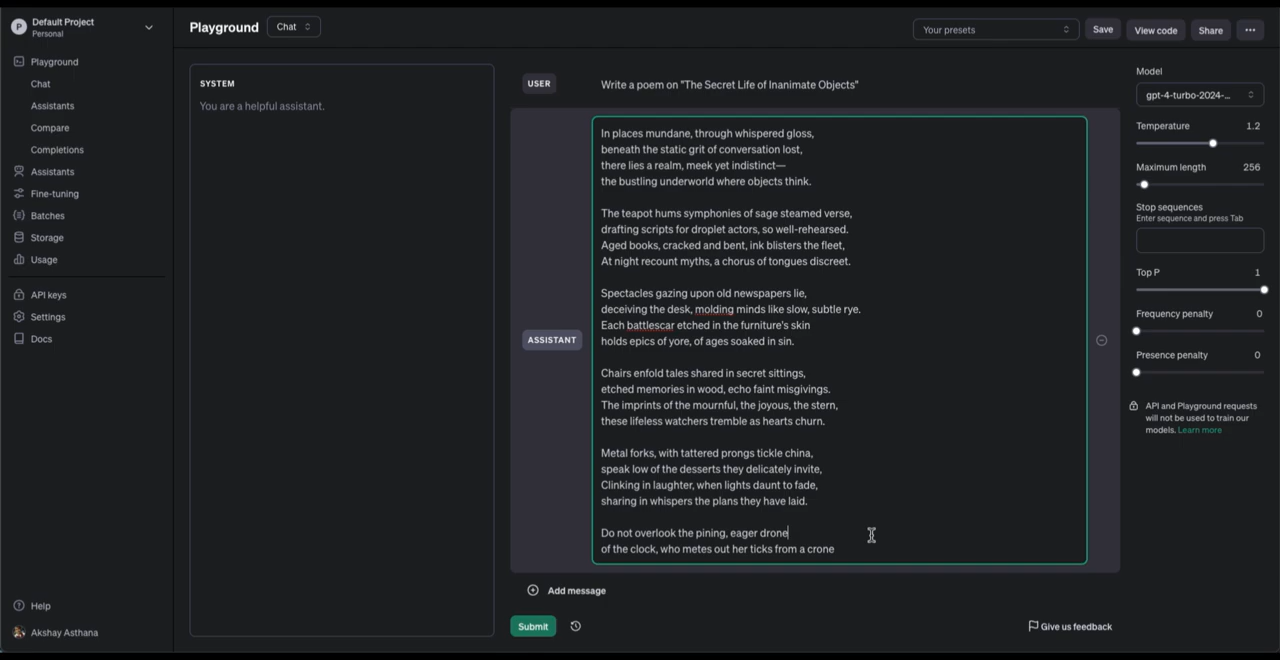 P
Default Project
Personal
Playground
Chat
Assistants
Compare
Completions
Assistants
Fine-tuning
Batches
Storage
Usage
API keys
Settings
Docs
Help
Akshay Asthana
Playground
Chat
Your presets
Save
View code
Share
SYSTEM
You are a helpful assistant.
USER
Write a poem on "The Secret Life of Inanimate Objects"
ASSISTANT
In places mundane, through whispered gloss,
beneath the static grit of conversation lost,
there lies a realm, meek yet indistinct—
the bustling underworld where objects think.
The teapot hums symphonies of sage steamed verse,
drafting scripts for droplet actors, so well-rehearsed.
Aged books, cracked and bent, ink blisters the fleet,
At night recount myths, a chorus of tongues discreet.
Spectacles gazing upon old newspapers lie,
deceiving the desk, molding minds like slow, subtle rye.
Each battlescar etched in the furniture's skin
holds epics of yore, of ages soaked in sin.
Chairs enfold tales shared in secret sittings,
etched memories in wood, echo faint misgivings.
The imprints of the mournful, the joyous, the stern,
these lifeless watchers tremble as hearts churn.
Metal forks, with tattered prongs tickle china,
speak low of the desserts they delicately invite,
Clinking in laughter, when lights daunt to fade,
sharing in whispers the plans they have laid.
Do not overlook the pining, eager drone
of the clock, who metes out her ticks from a crone
Add message
Submit
Give us feedback
Model
gpt-4-turbo-2024-...
Temperature 1.2
Maximum length 256
Stop sequences
Enter sequence and press Tab
Top P 1
Frequency penalty 0
Presence penalty 0
API and Playground requests
will not be used to train our
models. Learn more